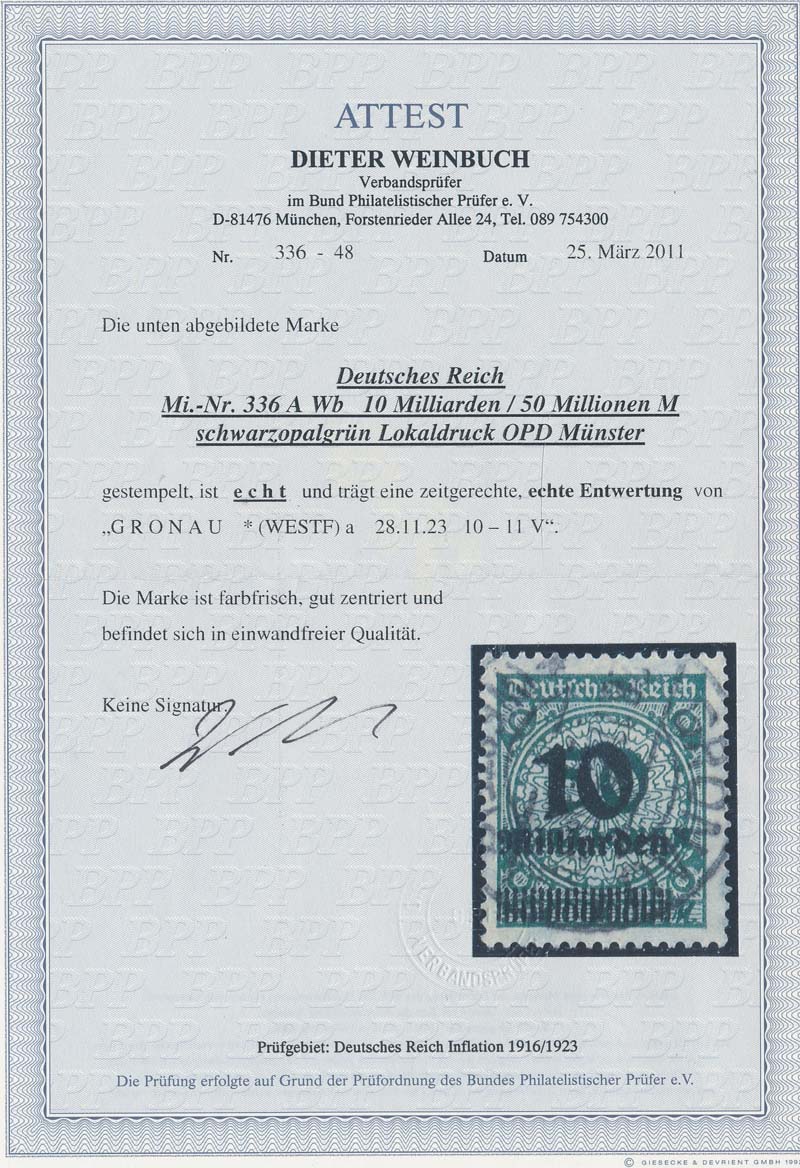 ATTEST
DIETER WEINBUCH
Verbandsprüfer
im Bund Philatelistischer Prüfer e. V.
D-81476 München, Forstenrieder Allee 24, Tel. 089 754300
Nr. 336 - 48 Datum 25. März 2011
Die unten abgebildete Marke
Deutsches Reich
Mi.-Nr. 336 A Wb 10 Milliarden / 50 Millionen M
schwarzopalgrün Lokaldruck OPD Münster
gestempelt, ist echt und trägt eine zeitgerechte, echte Entwertung von
„GRONAU * (WESTF) a 28.11.23 10 – 11 V“.
Die Marke ist farbfrisch, gut zentriert und
befindet sich in einwandfreier Qualität.
Keine Signatur.
Deutsches Reich
10
Milliarden
Prüfgebiet: Deutsches Reich Inflation 1916/1923
Die Prüfung erfolgte auf Grund der Prüfordnung des Bundes Philatelistischer Prüfer e.V.
© GIESECKE & DEVRIENT GMBH